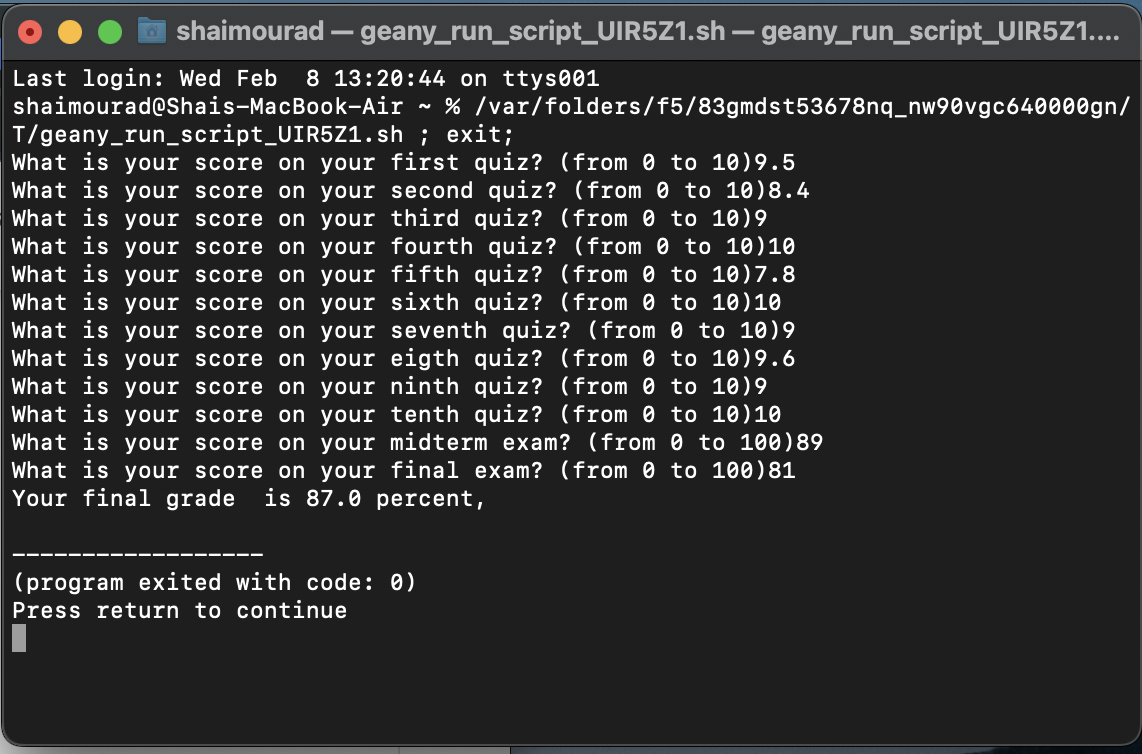 shaimourad — geany_run_script_UIR5Z1.sh — geany_run_script_UIR5Z1....
Last login: Wed Feb  8 13:20:44 on ttys001
shaimourad@Shais-MacBook-Air ~ % /var/folders/f5/83gmdst53678nq_nw90vgc640000gn/
T/geany_run_script_UIR5Z1.sh ; exit;
What is your score on your first quiz? (from 0 to 10)9.5
What is your score on your second quiz? (from 0 to 10)8.4
What is your score on your third quiz? (from 0 to 10)9
What is your score on your fourth quiz? (from 0 to 10)10
What is your score on your fifth quiz? (from 0 to 10)7.8
What is your score on your sixth quiz? (from 0 to 10)10
What is your score on your seventh quiz? (from 0 to 10)9
What is your score on your eigth quiz? (from 0 to 10)9.6
What is your score on your ninth quiz? (from 0 to 10)9
What is your score on your tenth quiz? (from 0 to 10)10
What is your score on your midterm exam? (from 0 to 100)89
What is your score on your final exam? (from 0 to 100)81
Your final grade  is 87.0 percent,
------------------
(program exited with code: 0)
Press return to continue